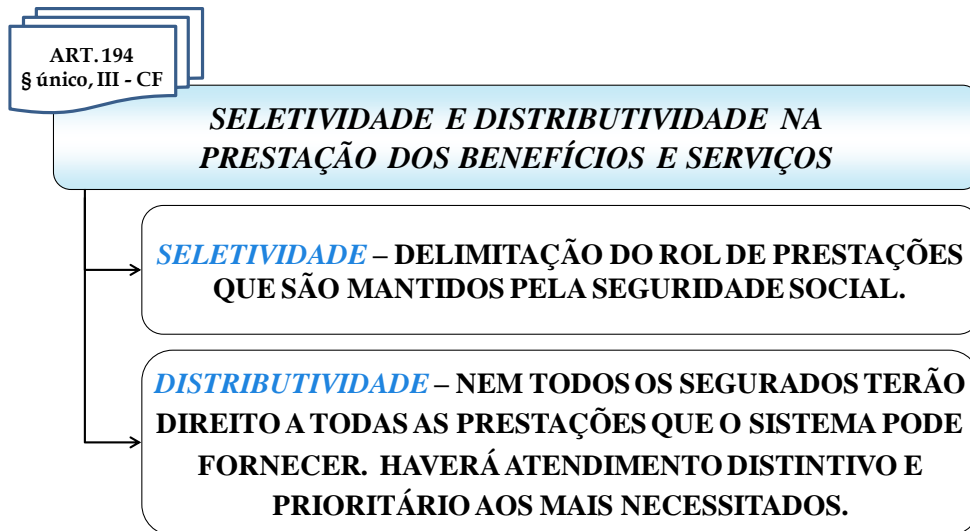 ART. 194
§ único, III - CF
SELETIVIDADE E DISTRIBUTIVIDADE NA
PRESTAÇÃO DOS BENEFÍCIOS E SERVIÇOS
SELETIVIDADE – DELIMITAÇÃO DO ROL DE PRESTAÇÕES
QUE SÃO MANTIDOS PELA SEGURIDADE SOCIAL.
DISTRIBUTIVIDADE – NEM TODOS OS SEGURADOS TERÃO
DIREITO A TODAS AS PRESTAÇÕES QUE O SISTEMA PODE
FORNECER. HAVERÁ ATENDIMENTO DISTINTIVO E
PRIORITÁRIO AOS MAIS NECESSITADOS.